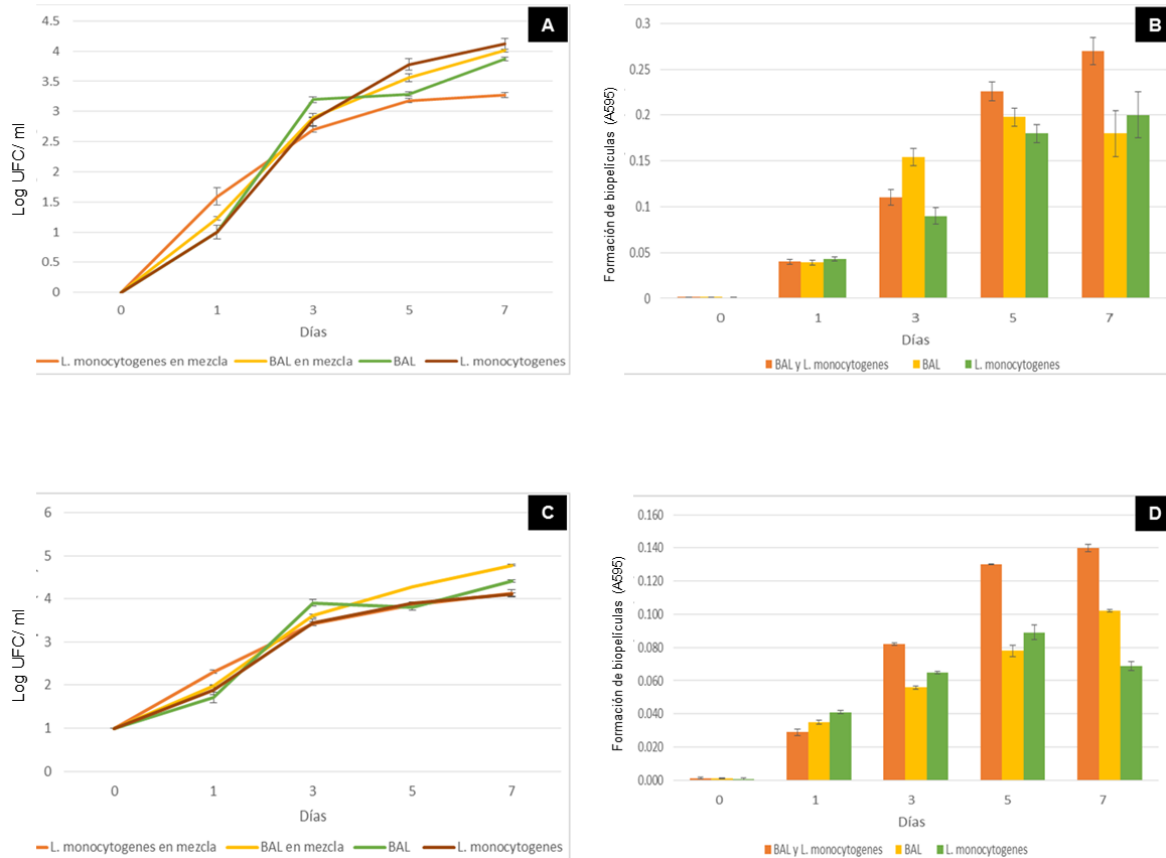 A
Log UFC/ ml
4.5
4
3.5
3
2.5
2
1.5
1
0.5
0
0 1 3 5 7
Días
L. monocytogenes en mezcla BAL en mezcla BAL L. monocytogenes
B
Formación de biopelículas (A595)
0.3
0.25
0.2
0.15
0.1
0.05
0
0 1 3 5 7
Días
BAL y L. monocytogenes BAL L. monocytogenes
C
Log UFC/ ml
6
5
4
3
2
1
0
0 1 3 5 7
Días
L. monocytogenes en mezcla BAL en mezcla BAL L. monocytogenes
D
Formación de biopelículas (A595)
0.160
0.140
0.120
0.100
0.080
0.060
0.040
0.020
0.000
0 1 3 5 7
Días
BAL y L. monocytogenes BAL L. monocytogenes